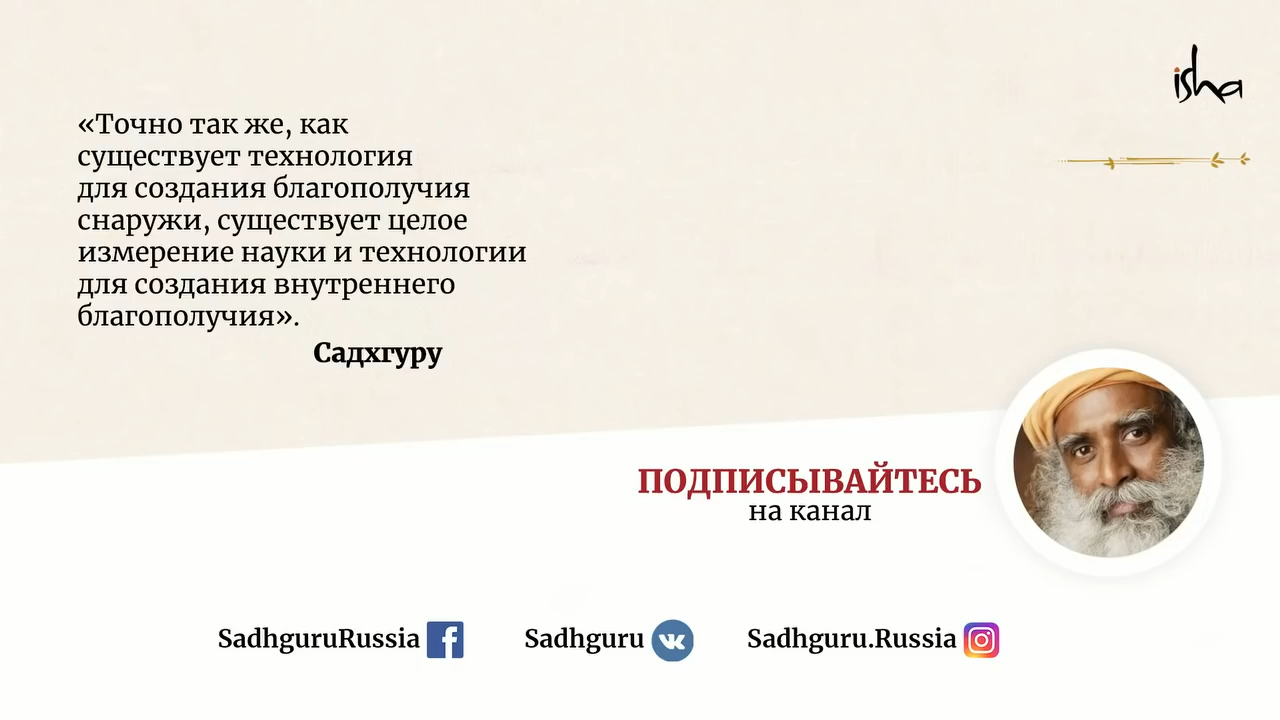 «Точно так же, как
существует технология
для создания благополучия
снаружи, существует целое
измерение науки и технологии
для создания внутреннего
благополучия».
Садхгуру
isha
ПОДПИСЫВАЙТЕСЬ
на канал
SadhguruRussia
Sadhguru
Sadhguru.Russia